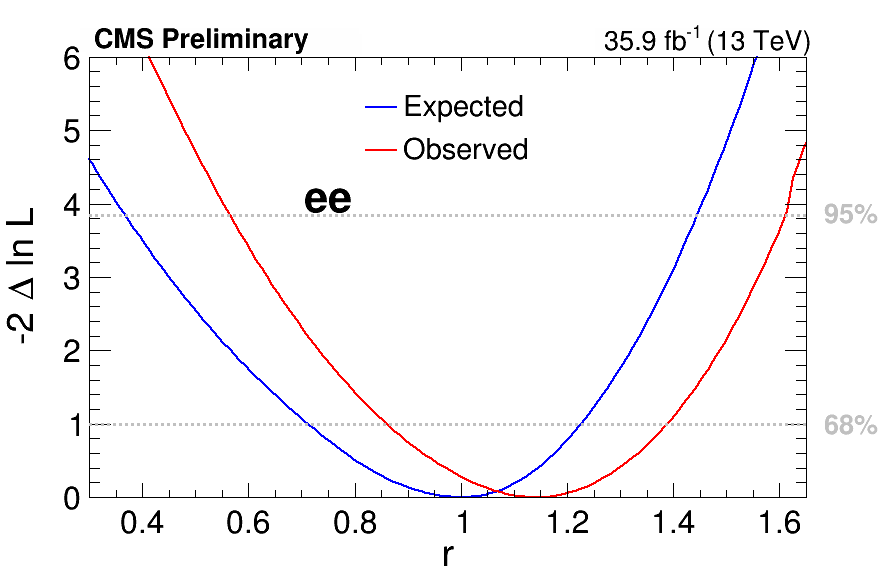 CMS Preliminary 35.9 fb⁻¹ (13 TeV)
6
Expected
5
Observed
ee
4
95%
3
2
1
68%
0
0.4 0.6 0.8 1 1.2 1.4 1.6
-2 Δ ln L
r